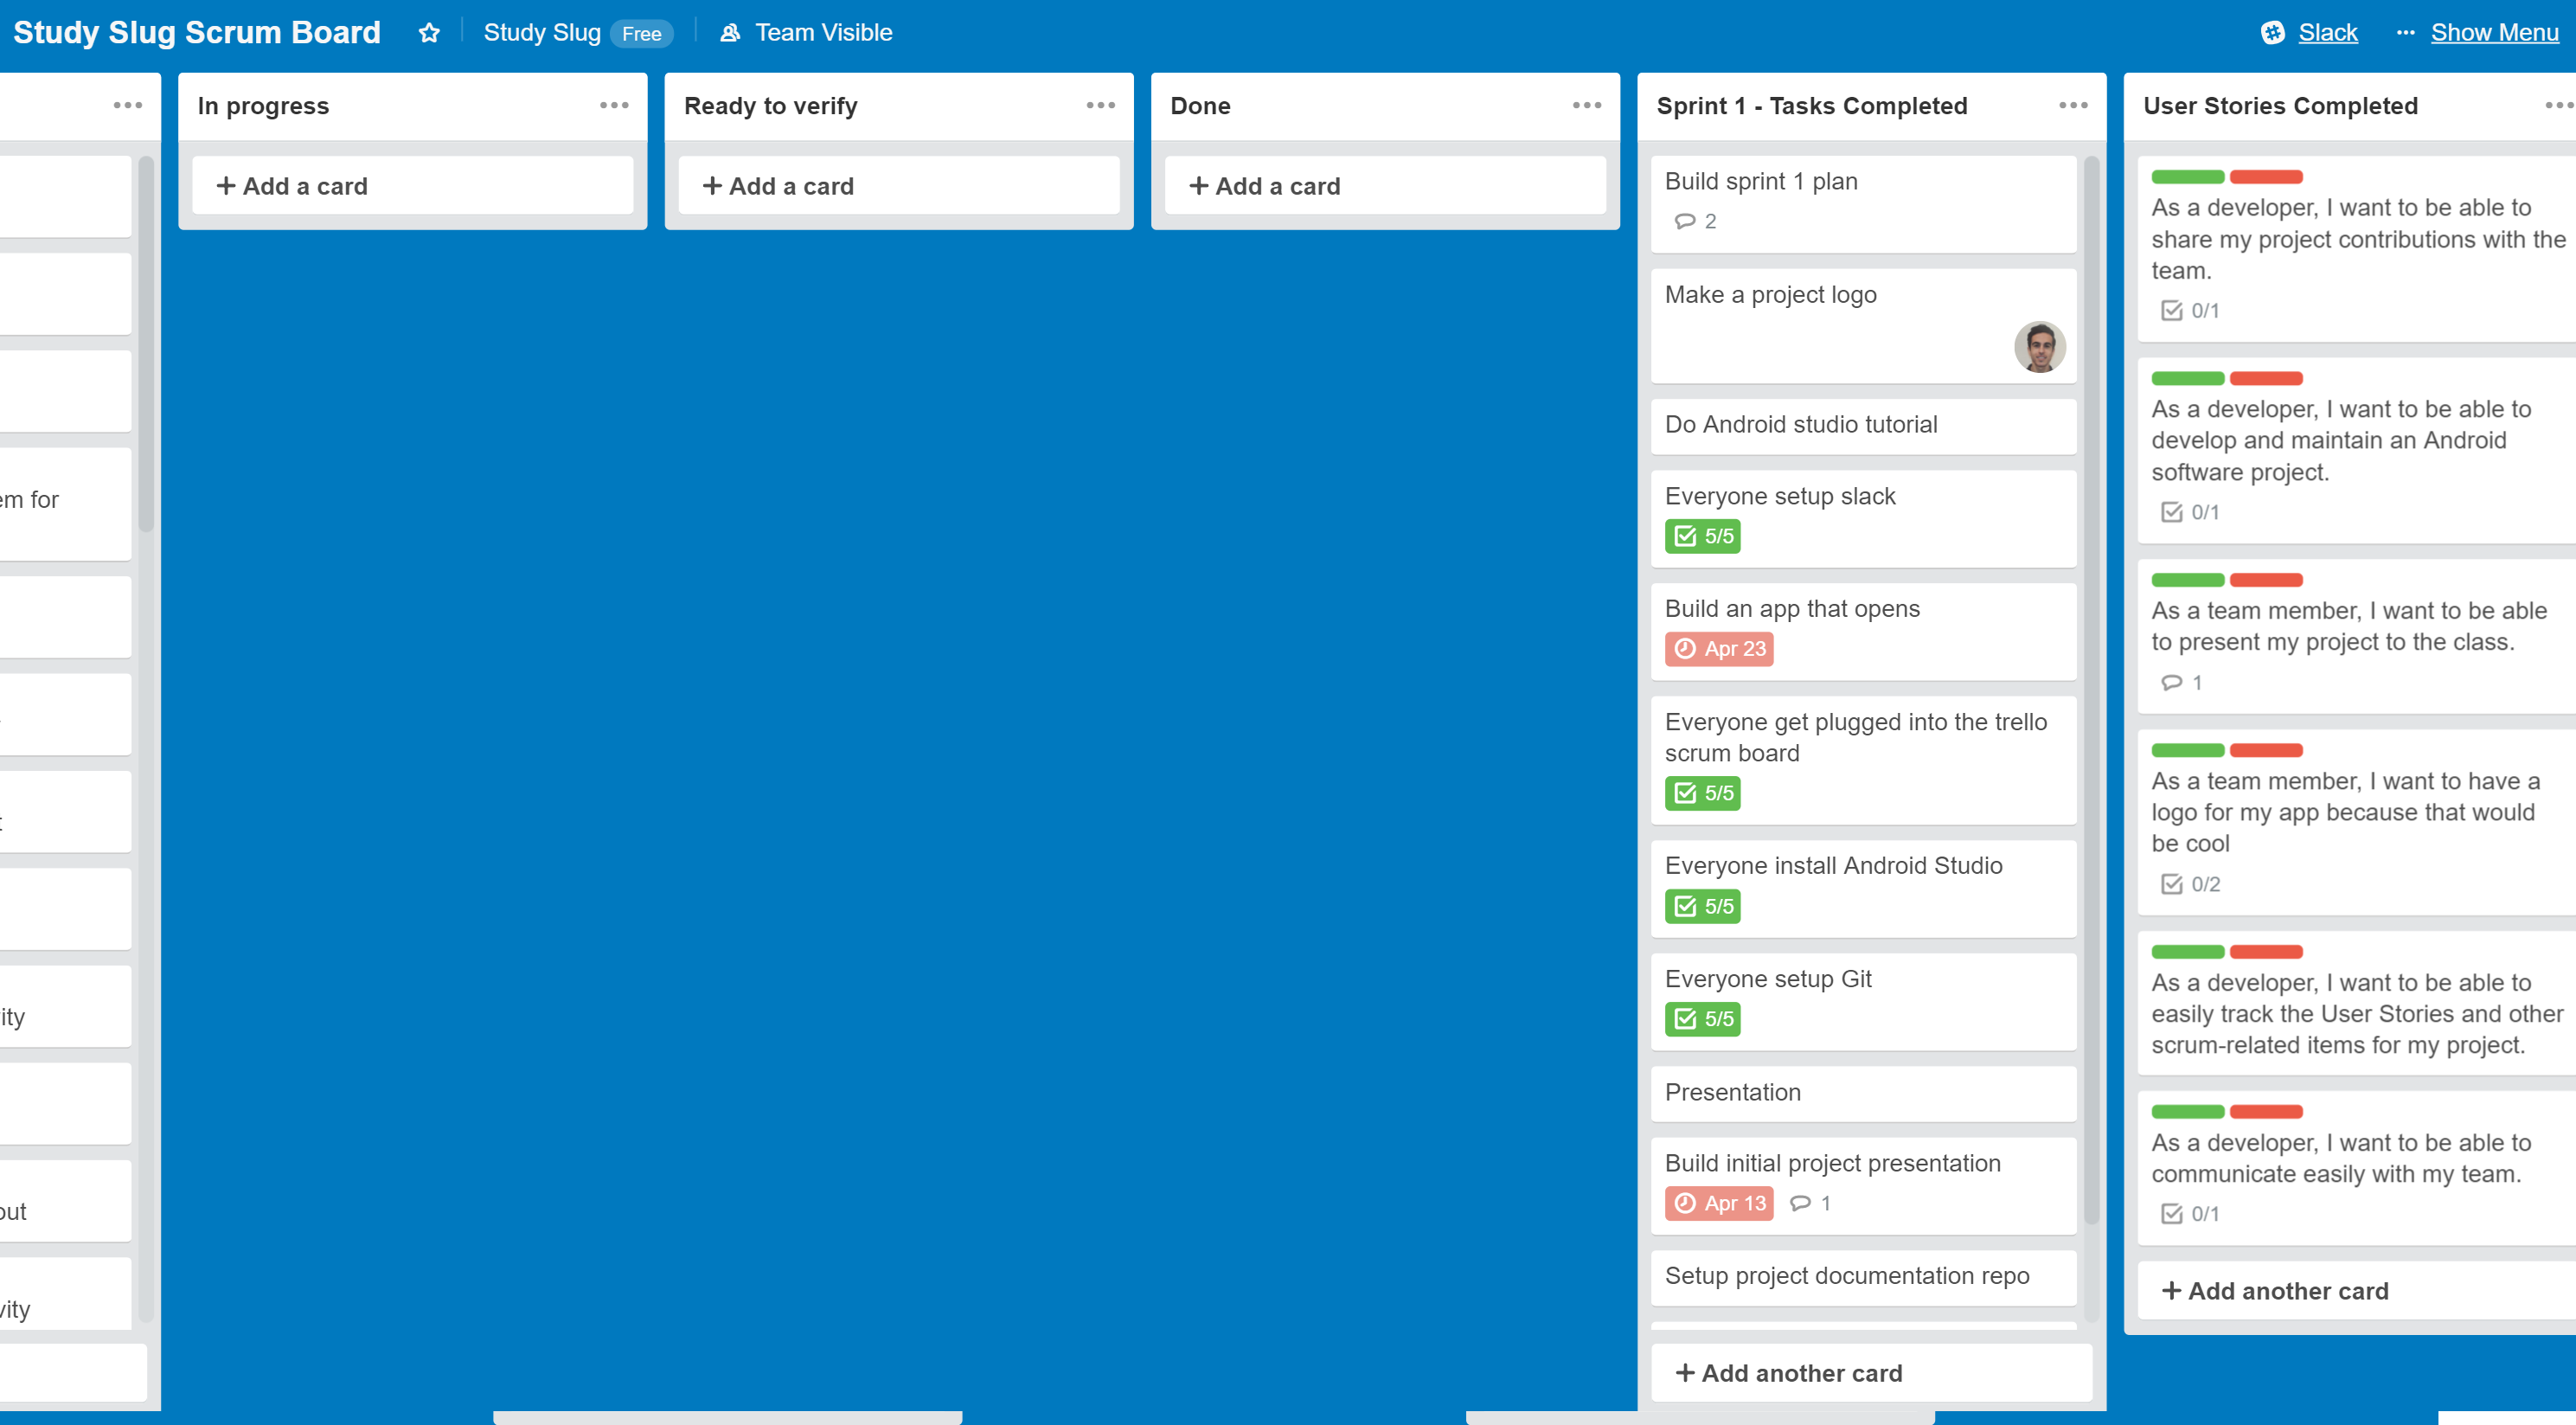 Study Slug Scrum Board
Study Slug
Free
Team Visible
Slack
Show Menu
em for
ity
out
vity
In progress
+ Add a card
Ready to verify
+ Add a card
Done
+ Add a card
Sprint 1 - Tasks Completed
Build sprint 1 plan
2
Make a project logo
Do Android studio tutorial
Everyone setup slack
5/5
Build an app that opens
Apr 23
Everyone get plugged into the trello
scrum board
5/5
Everyone install Android Studio
5/5
Everyone setup Git
5/5
Presentation
Build initial project presentation
Apr 13 1
Setup project documentation repo
+ Add another card
User Stories Completed
As a developer, I want to be able to
share my project contributions with the
team.
0/1
As a developer, I want to be able to
develop and maintain an Android
software project.
0/1
As a team member, I want to be able
to present my project to the class.
1
As a team member, I want to have a
logo for my app because that would
be cool
0/2
As a developer, I want to be able to
easily track the User Stories and other
scrum-related items for my project.
As a developer, I want to be able to
communicate easily with my team.
0/1
+ Add another card